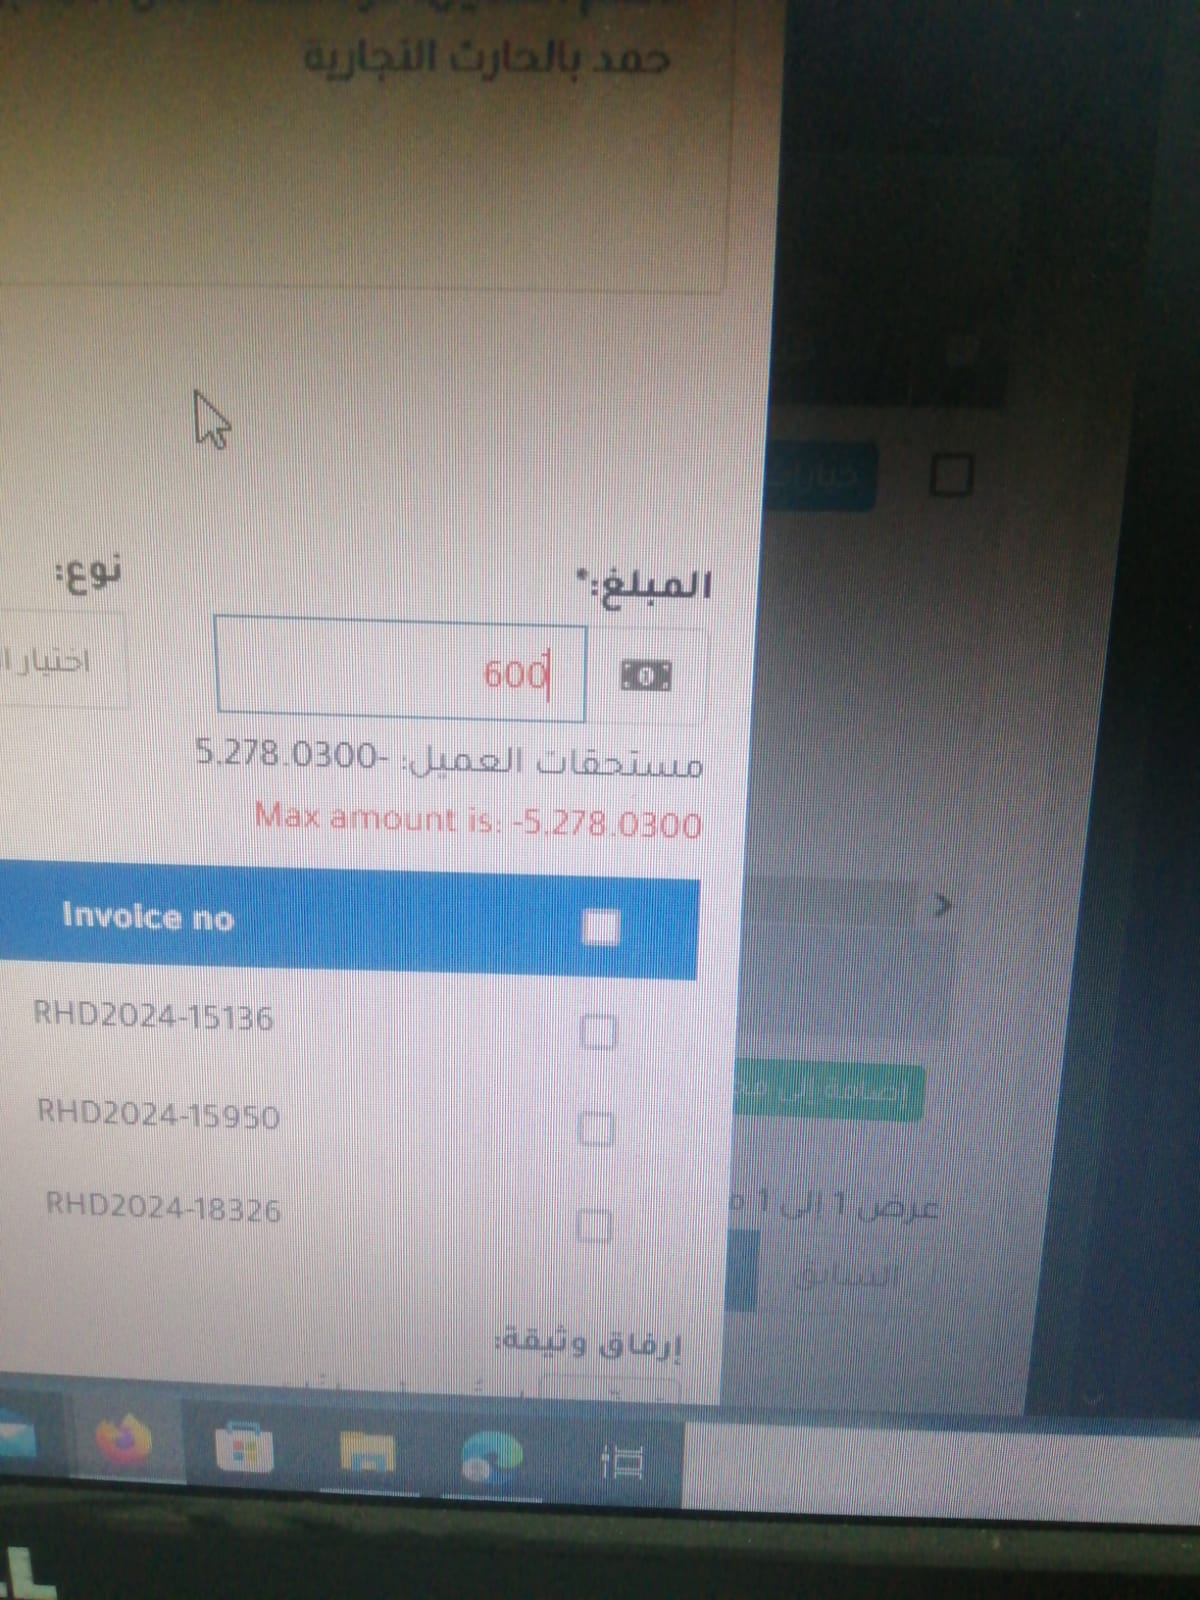 حمد بالحارث التجارية
خيارات
المبلغ:*
نوع:
600
اختيار
مستحقات العميل: -5.278.0300
Max amount is: -5.278.0300
Invoice no
RHD2024-15136
RHD2024-15950
RHD2024-18326
إضافة إلى
عرض 1 إلى 1
السابق
إرفاق وثيقة: